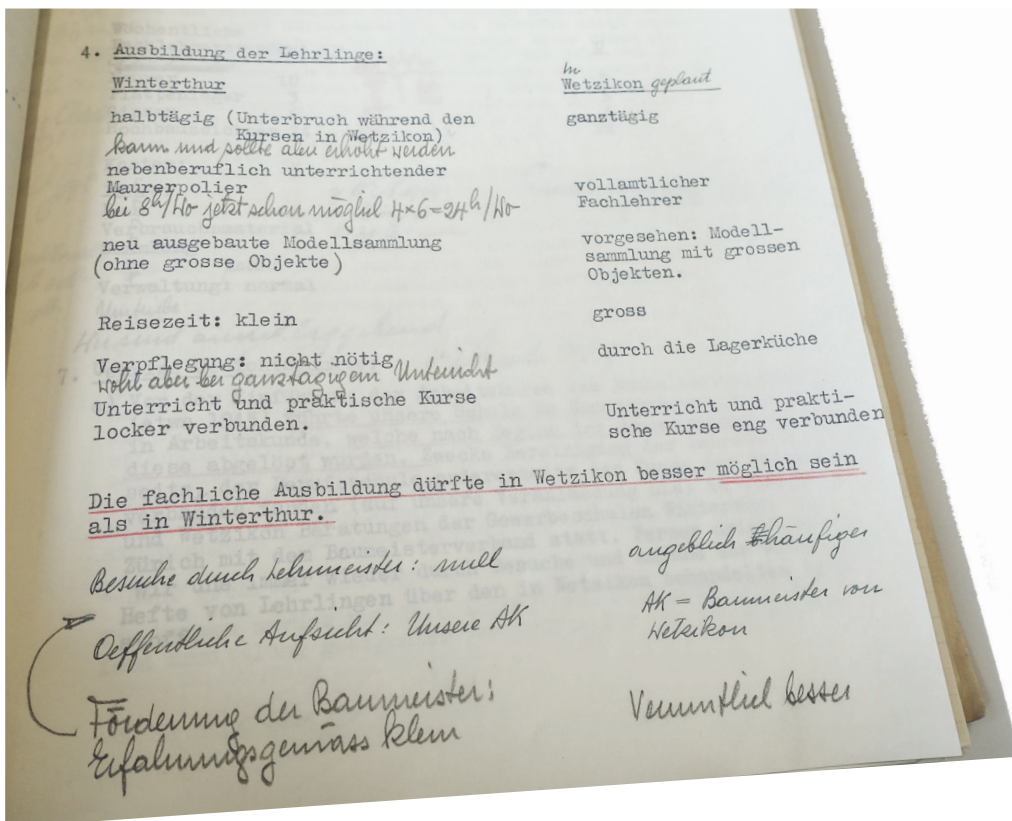 4. Ausbildung der Lehrlinge:
Winterthur
In
Wetzikon geplant
halbtägig (Unterbruch während den
Kursen in Wetzikon)
ganztägig
kann und sollte aber erhöht werden
nebenberuflich unterrichtender
Maurerpolier
vollamtlicher
Fachlehrer
bei 8h/Wo jetzt schon möglich 4x6=24h/Wo
neu ausgebaute Modellsammlung
(ohne grosse Objekte)
vorgesehen: Modell-
sammlung mit grossen
Objekten.
Reisezeit: klein
gross
Verpflegung: nicht nötig
durch die Lagerküche
wohl aber bei ganztägigem Unterricht
Unterricht und praktische Kurse
locker verbunden.
Unterricht und prakti-
sche Kurse eng verbunden
Die fachliche Ausbildung dürfte in Wetzikon besser möglich sein
als in Winterthur.
Besuche durch Lehrmeister: null
angeblich häufiger
Oeffentliche Aufsicht: Unsere AK
AK = Baumeister von
Wetzikon
Förderung der Baumeister:
Erfahrungsgemäss klein
Vermutlich besser